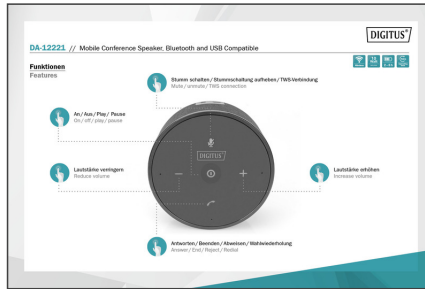 DIGITUS®
DA-12221 // Mobile Conference Speaker, Bluetooth and USB Compatible
Funktionen
Features
Stumm schalten / Stummschaltung aufheben / TWS-Verbindung
Mute / unmute / TWS connection
An / Aus / Play / Pause
On / off / play / pause
DIGITUS
Lautstärke verringern
Reduce volume
Lautstärke erhöhen
Increase volume
Antworten / Beenden / Abweisen / Wahlwiederholung
Answer / End / Reject / Redial